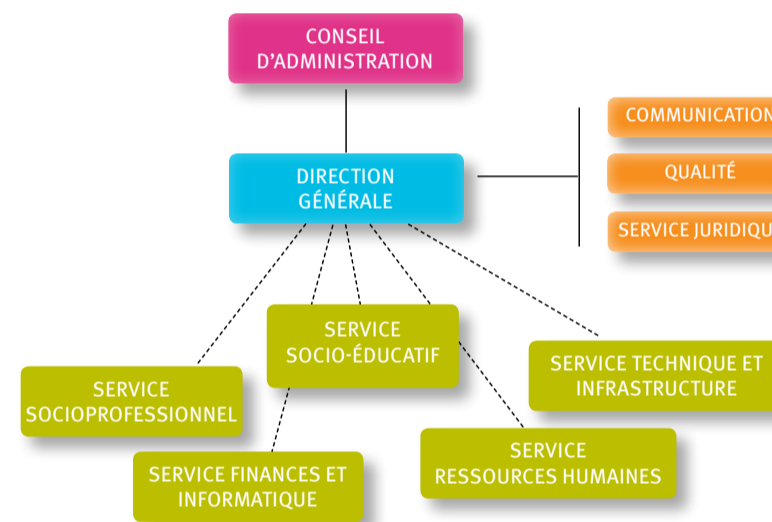 CONSEIL
D’ADMINISTRATION
DIRECTION
GÉNÉRALE
COMMUNICATION
QUALITÉ
SERVICE JURIDIQU
SERVICE
SOCIO-ÉDUCATIF
SERVICE TECHNIQUE ET
INFRASTRUCTURE
SERVICE
SOCIOPROFESSIONNEL
SERVICE
RESSOURCES HUMAINES
SERVICE FINANCES ET
INFORMATIQUE